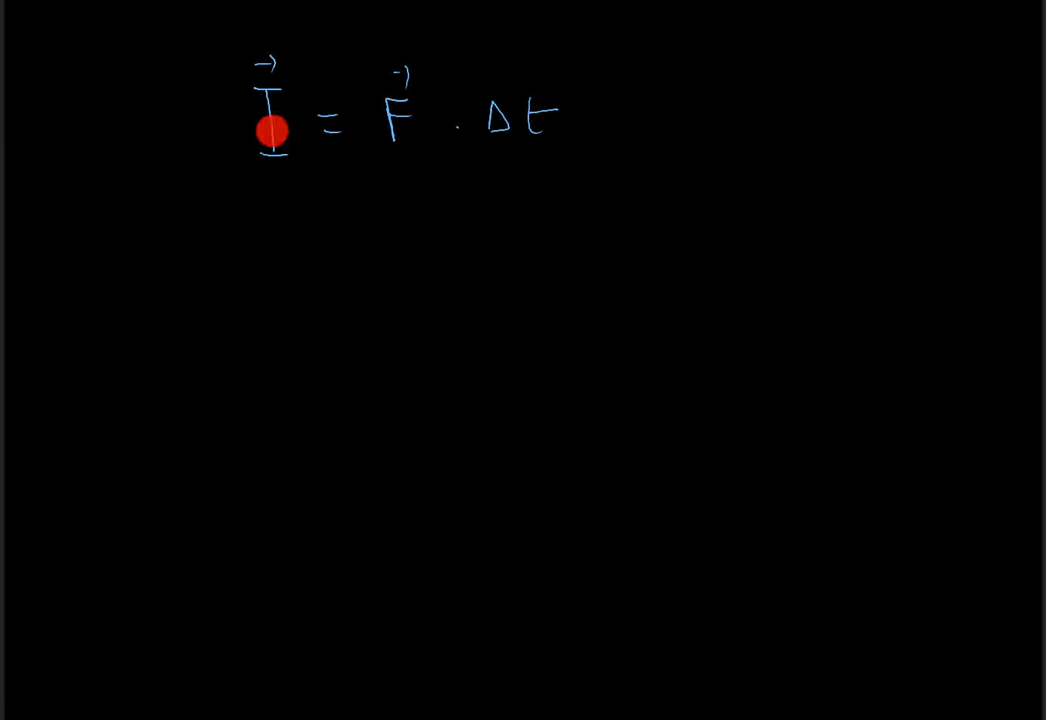 I⃗ = F⃗ . Δt